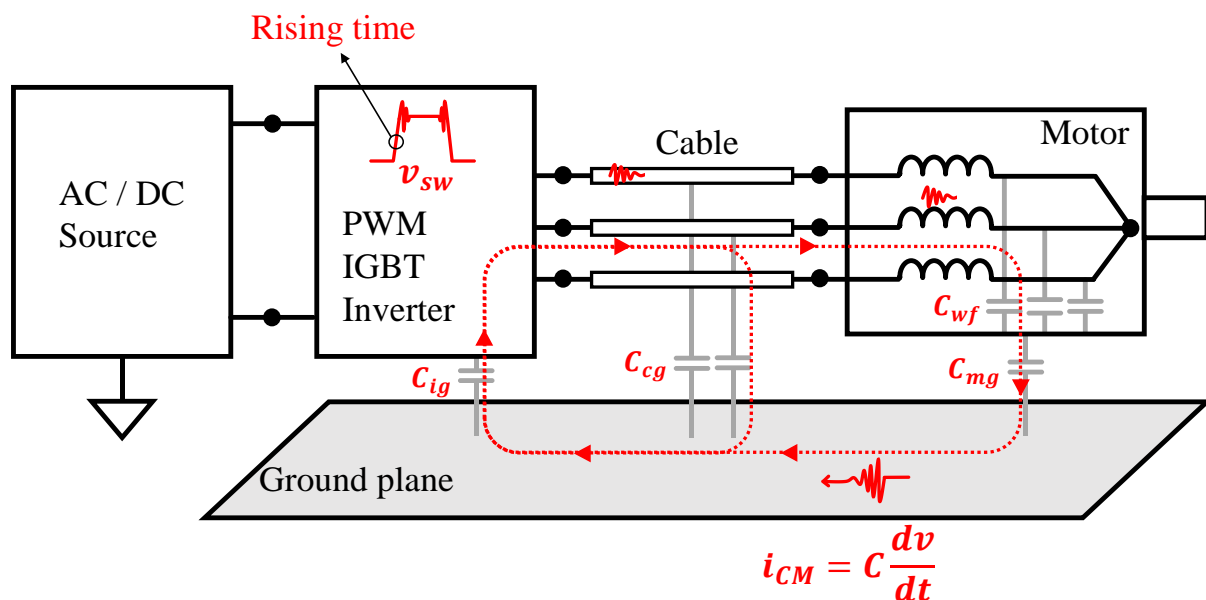 Rising time
AC / DC
Source
v_sw
PWM
IGBT
Inverter
Cable
Motor
C_ig
C_cg
C_wf
C_mg
Ground plane
i_CM = C dv/dt